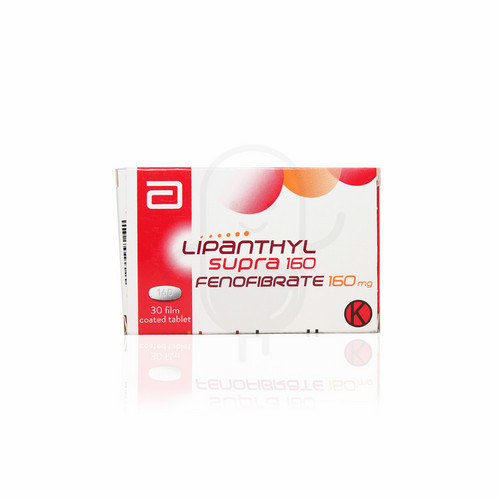 LIPANTHYL
supra 160
FENOFIBRATE 160 mg
160
30 film
coated tablet
K